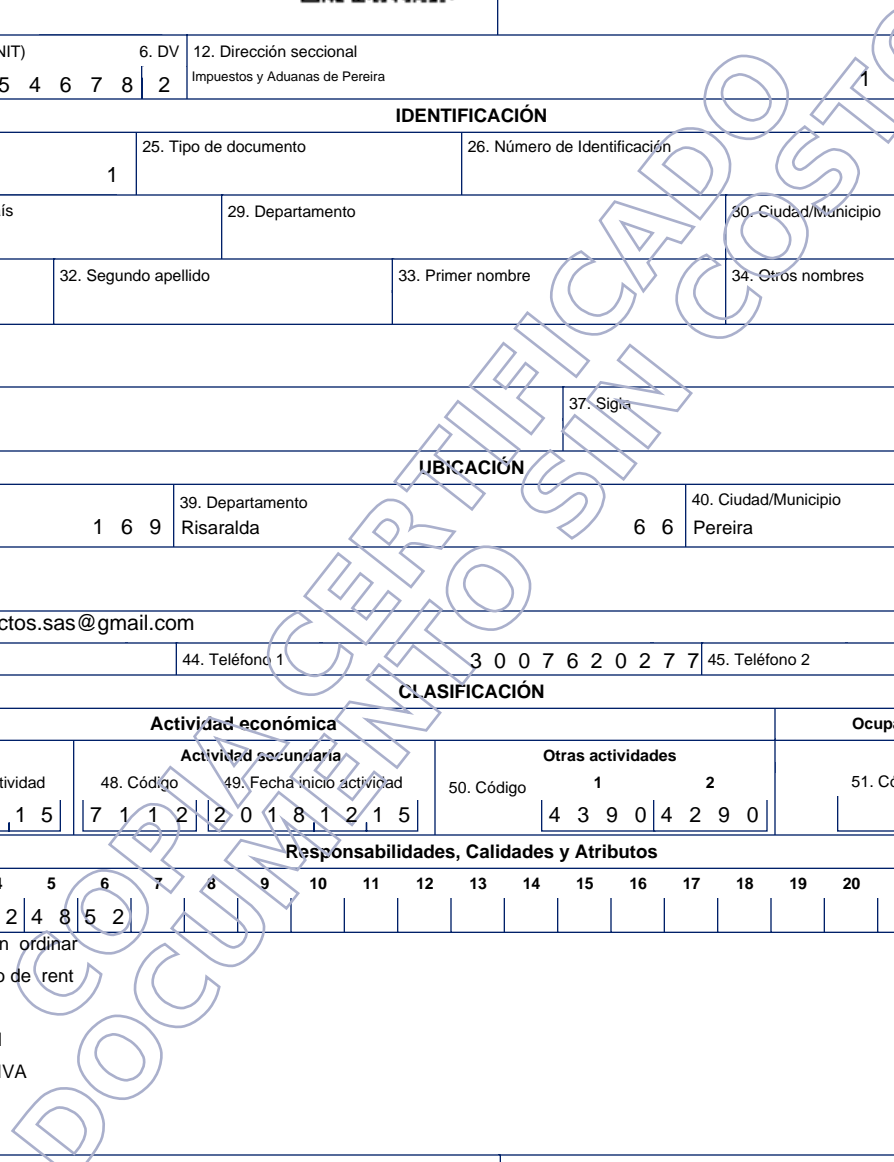 NIT) 6. DV 12. Dirección seccional
5 4 6 7 8 2 Impuestos y Aduanas de Pereira 1
IDENTIFICACIÓN
25. Tipo de documento 26. Número de Identificación
1
ís 29. Departamento 30. Ciudad/Municipio
32. Segundo apellido 33. Primer nombre 34. Otros nombres
37. Sigla
UBICACIÓN
39. Departamento 40. Ciudad/Municipio
1 6 9 Risaralda 6 6 Pereira
ctos.sas@gmail.com
44. Teléfono 1 3 0 0 7 6 2 0 2 7 7 45. Teléfono 2
CLASIFICACIÓN
Actividad económica Ocupa
Actividad secundaria Otras actividades
tividad 48. Código 49. Fecha inicio actividad 50. Código 1 2 51. Có
1 5 7 1 1 2 2 0 1 8 1 2 1 5 4 3 9 0 4 2 9 0
Responsabilidades, Calidades y Atributos
4 5 6 7 8 9 10 11 12 13 14 15 16 17 18 19 20
2 4 8 5 2
n ordinar
o de rent
IVA
COPIA CERTIFICADO
DOCUMENTO SIN COSTO